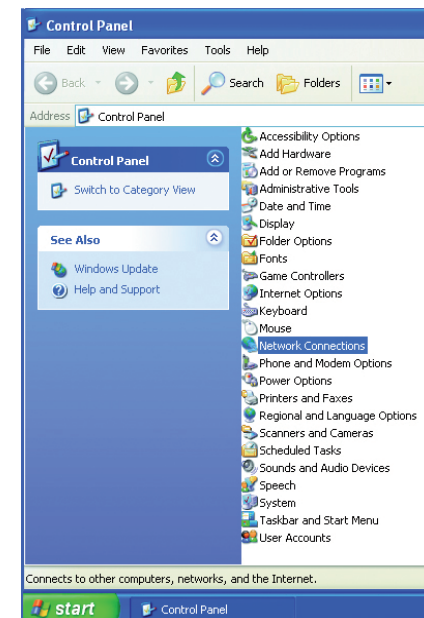 Control Panel
File Edit View Favorites Tools Help
Back Search Folders
Address Control Panel
Control Panel
Switch to Category View
See Also
Windows Update
Help and Support
Accessibility Options
Add Hardware
Add or Remove Programs
Administrative Tools
Date and Time
Display
Folder Options
Fonts
Game Controllers
Internet Options
Keyboard
Mouse
Network Connections
Phone and Modem Options
Power Options
Printers and Faxes
Regional and Language Options
Scanners and Cameras
Scheduled Tasks
Sounds and Audio Devices
Speech
System
Taskbar and Start Menu
User Accounts
Connects to other computers, networks, and the Internet.
start Control Panel